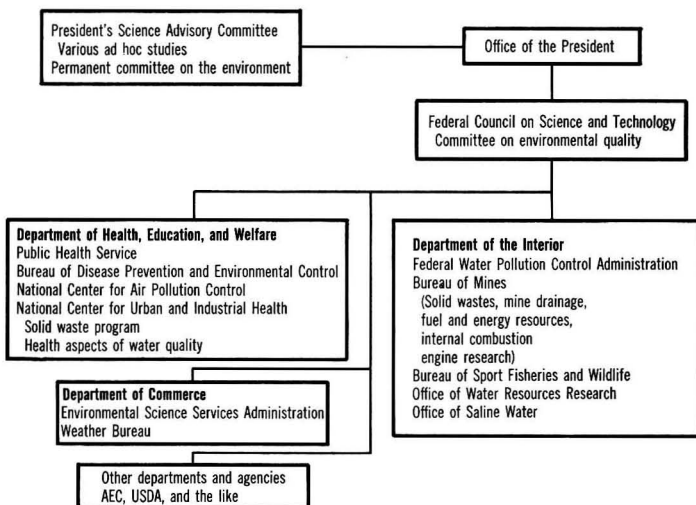 President's Science Advisory Committee
Various ad hoc studies
Permanent committee on the environment
Office of the President
Federal Council on Science and Technology
Committee on environmental quality
Department of Health, Education, and Welfare
Public Health Service
Bureau of Disease Prevention and Environmental Control
National Center for Air Pollution Control
National Center for Urban and Industrial Health
Solid waste program
Health aspects of water quality
Department of the Interior
Federal Water Pollution Control Administration
Bureau of Mines
(Solid wastes, mine drainage,
fuel and energy resources,
internal combustion
engine research)
Bureau of Sport Fisheries and Wildlife
Office of Water Resources Research
Office of Saline Water
Department of Commerce
Environmental Science Services Administration
Weather Bureau
Other departments and agencies
AEC, USDA, and the like